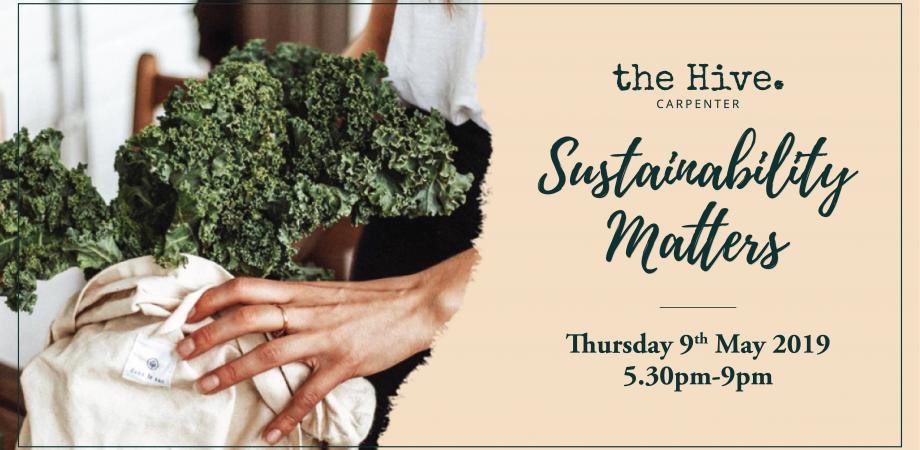 the Hive.
CARPENTER
Sustainability
Matters
Thursday 9th May 2019
5.30pm-9pm